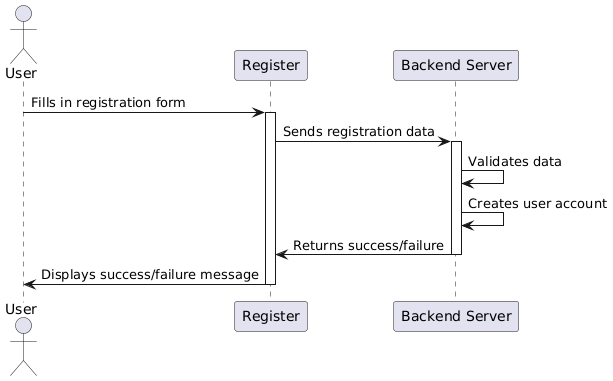 User
Register
Backend Server
Fills in registration form
Sends registration data
Validates data
Creates user account
Returns success/failure
Displays success/failure message
User
Register
Backend Server